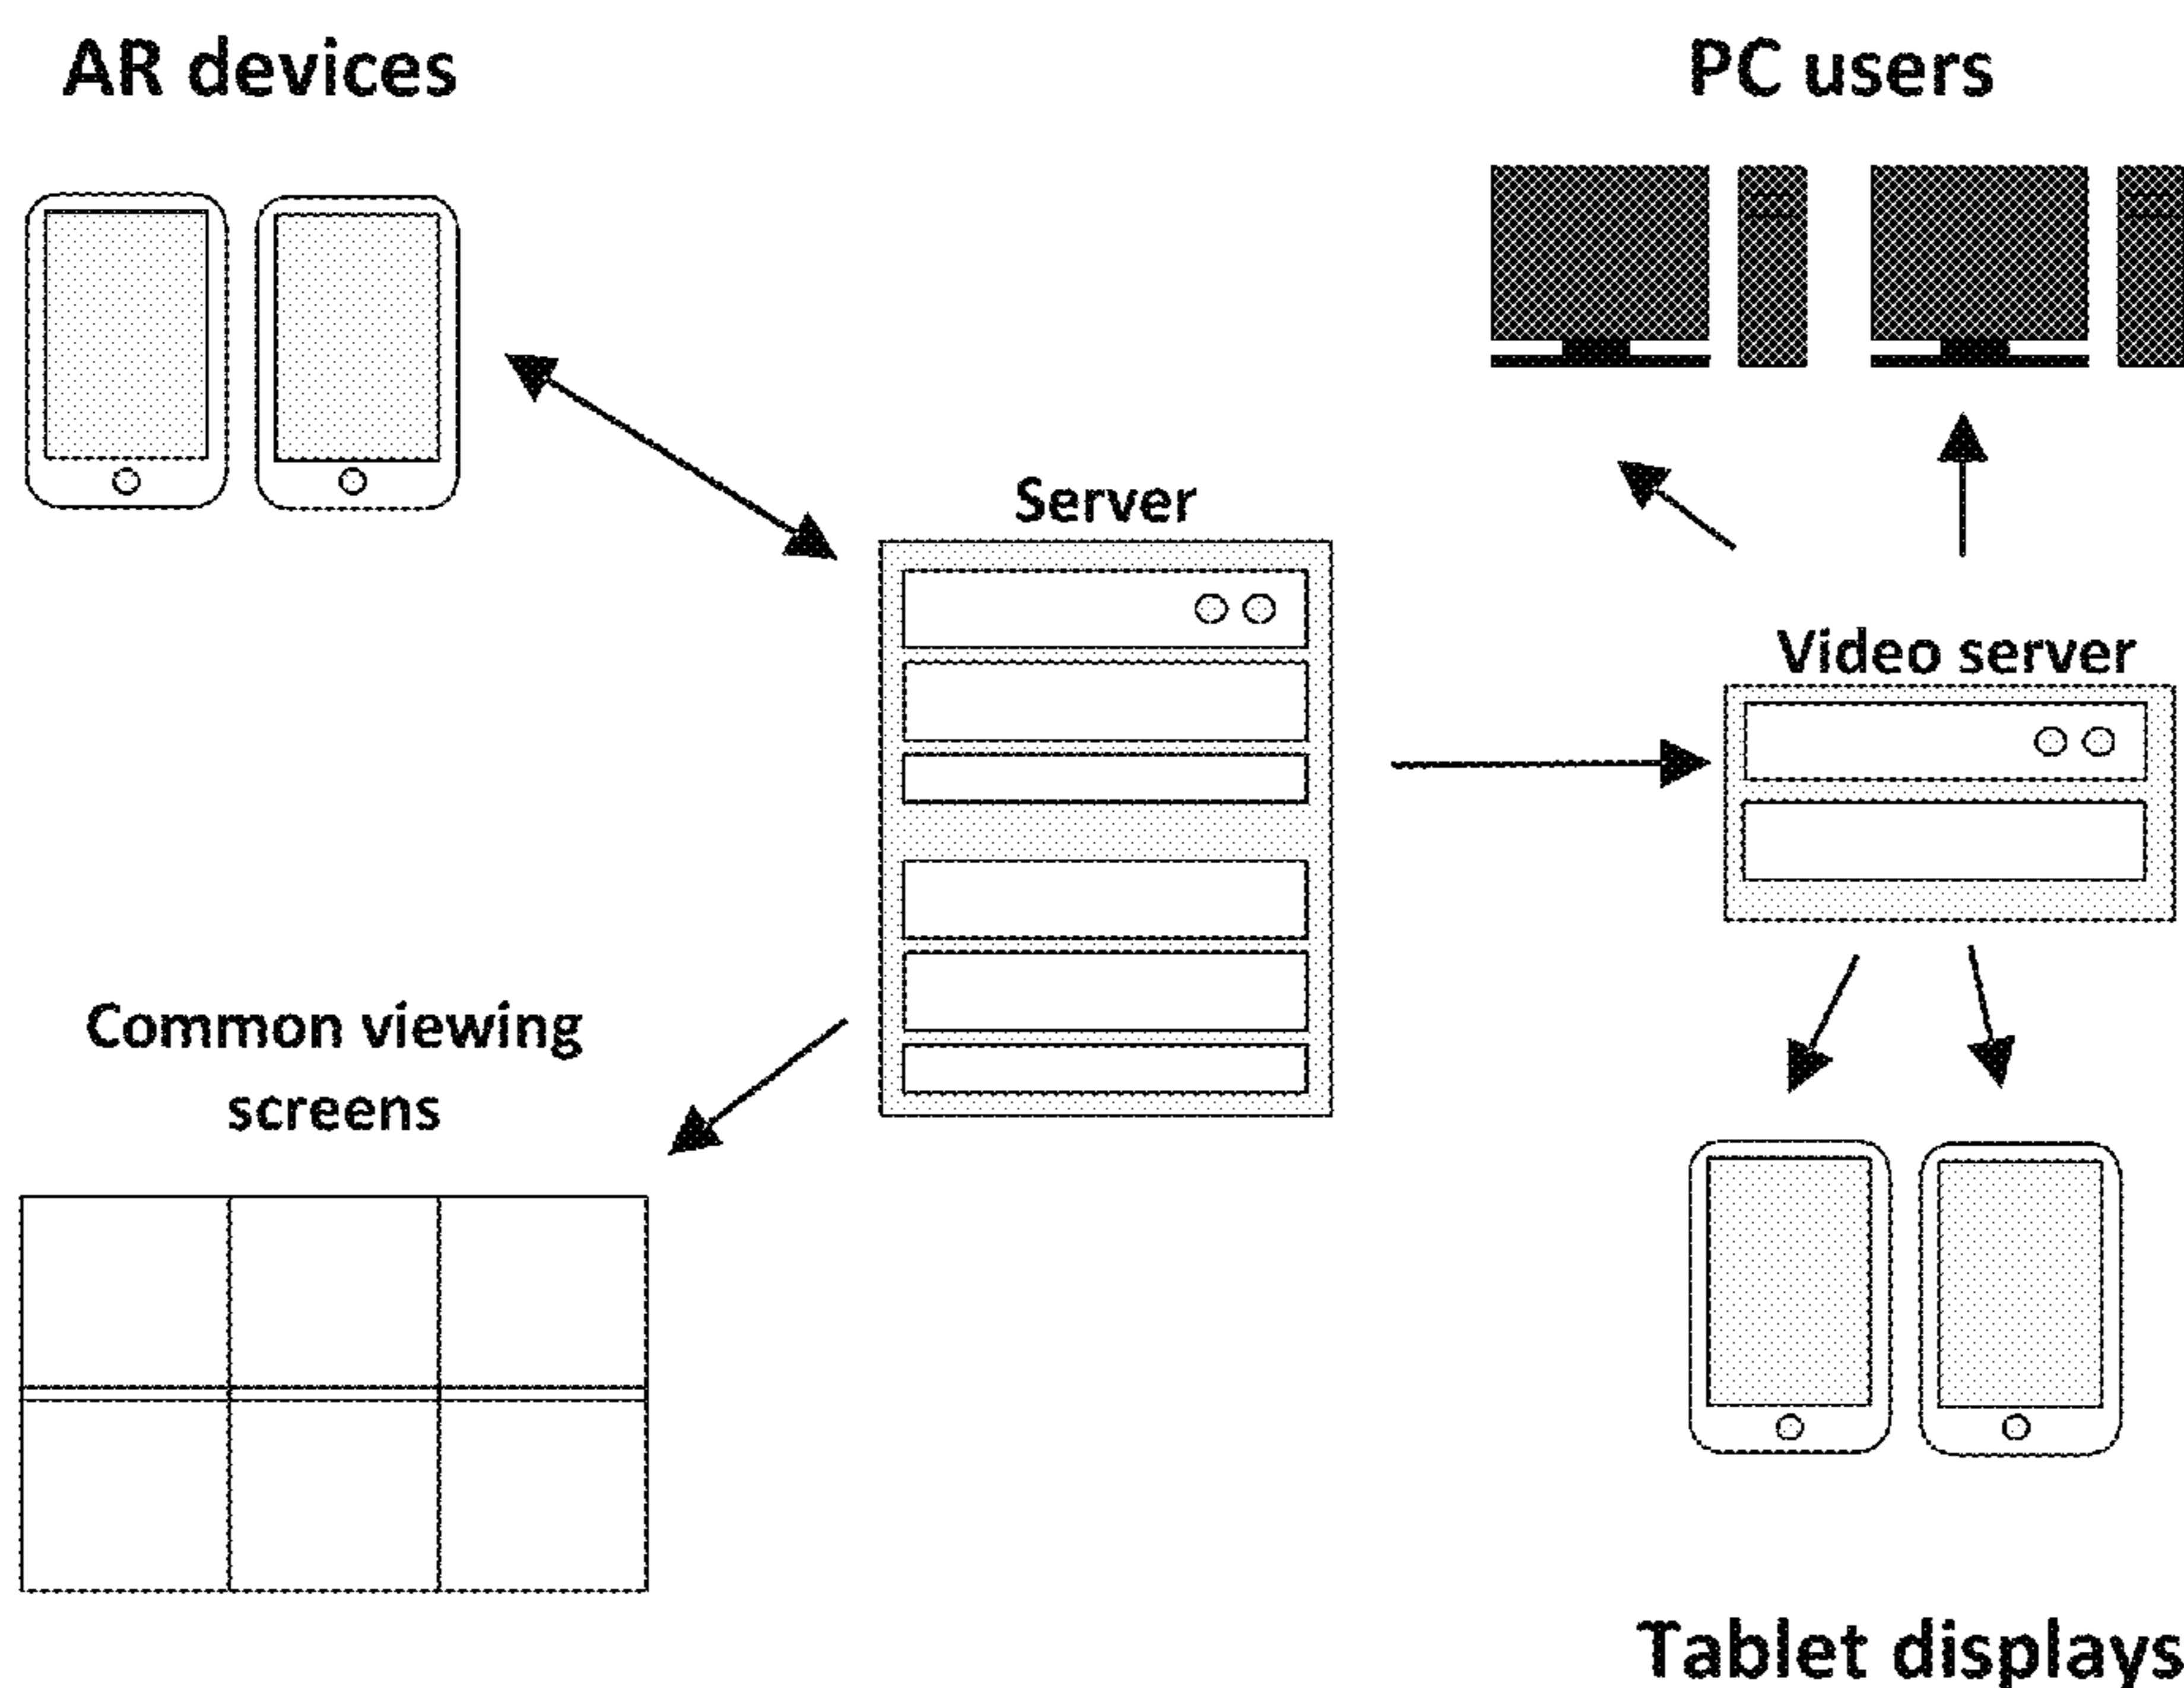 AR devices
PC users
Server
Video server
Common viewing
screens
Tablet displays